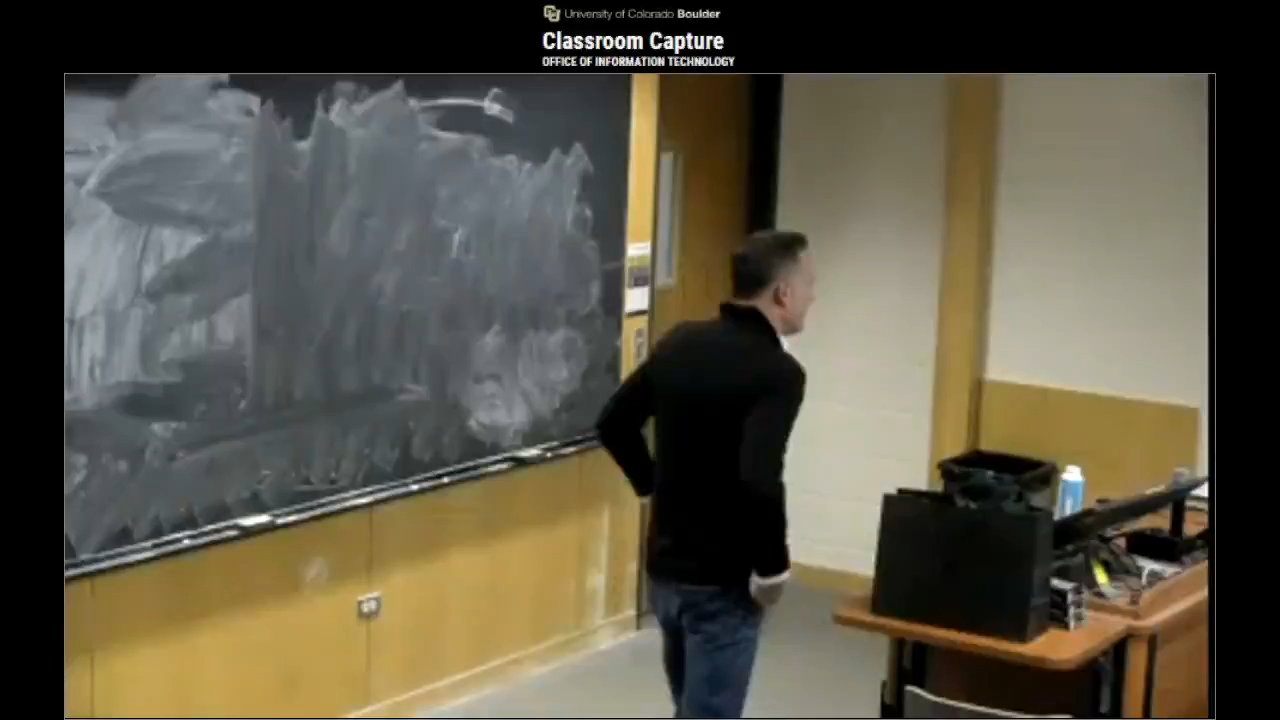 University of Colorado Boulder
Classroom Capture
OFFICE OF INFORMATION TECHNOLOGY